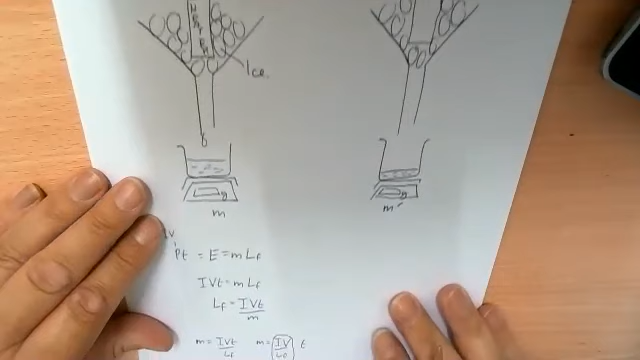 Ice
g
g
m
m'
Pt = E = mLf
IVt = mLf
Lf = IVt/m
m = IVt/Lf m = (IV/Lf) t